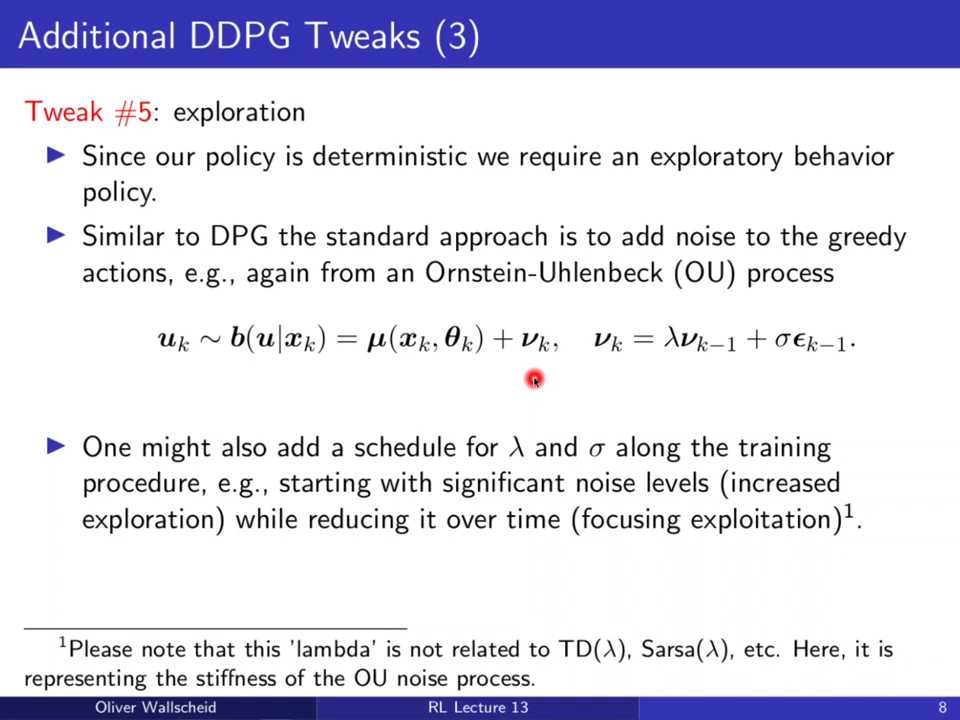 Additional DDPG Tweaks (3)
Tweak #5: exploration
▶ Since our policy is deterministic we require an exploratory behavior
policy.
▶ Similar to DPG the standard approach is to add noise to the greedy
actions, e.g., again from an Ornstein-Uhlenbeck (OU) process
u_k ∼ b(u|x_k) = μ(x_k, θ_k) + ν_k, ν_k = λν_{k−1} + σϵ_{k−1}.
▶ One might also add a schedule for λ and σ along the training
procedure, e.g., starting with significant noise levels (increased
exploration) while reducing it over time (focusing exploitation)¹.
¹Please note that this 'lambda' is not related to TD(λ), Sarsa(λ), etc. Here, it is
representing the stiffness of the OU noise process.
Oliver Wallscheid RL Lecture 13 8